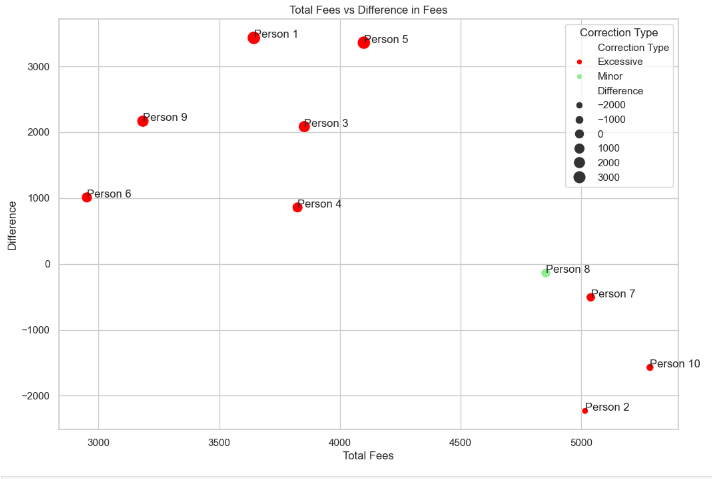 Total Fees vs Difference in Fees
Correction Type
Correction Type
Excessive
Minor
Difference
−2000
−1000
0
1000
2000
3000
Person 1
Person 5
Person 9
Person 3
Person 6
Person 4
Person 8
Person 7
Person 10
Person 2
Difference
3000
2000
1000
0
−1000
−2000
3000
3500
4000
4500
5000
Total Fees